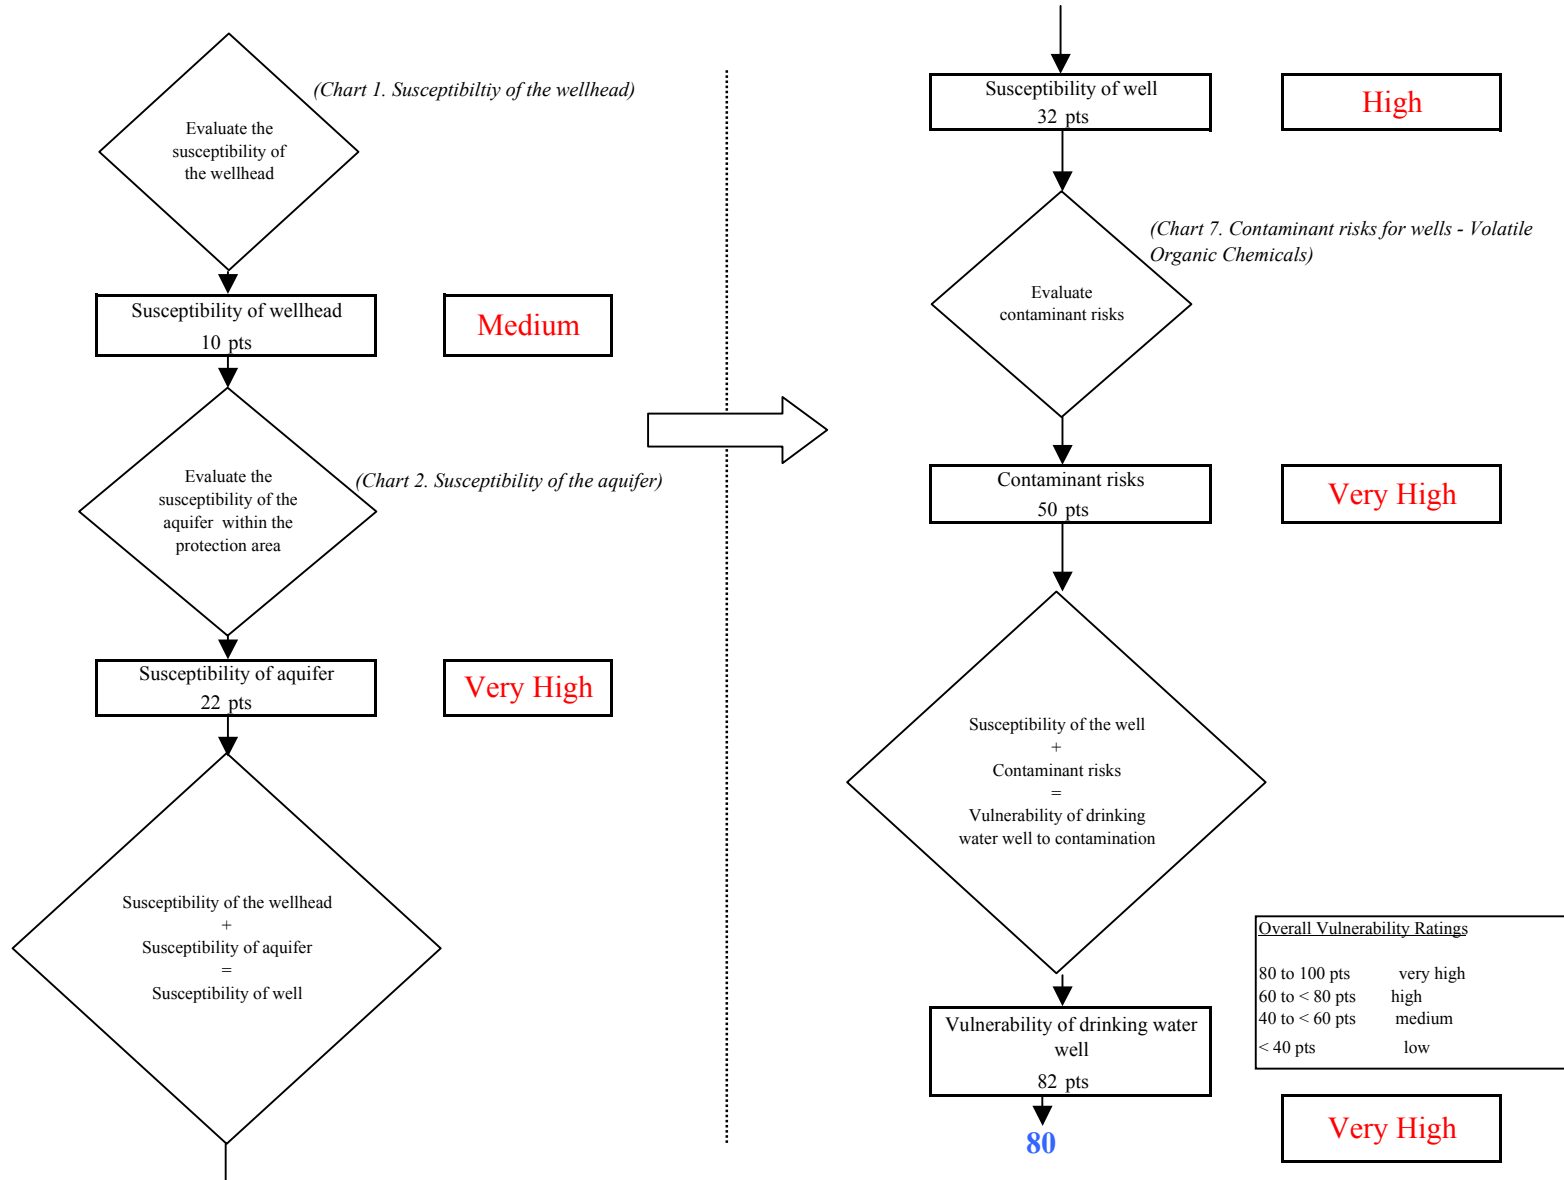 (Chart 1. Susceptibiltiy of the wellhead)
Evaluate the
susceptibility of
the wellhead
Susceptibility of wellhead
10 pts
Medium
Evaluate the
susceptibility of the
aquifer within the
protection area
(Chart 2. Susceptibility of the aquifer)
Susceptibility of aquifer
22 pts
Very High
Susceptibility of the wellhead
+
Susceptibility of aquifer
=
Susceptibility of well
Susceptibility of well
32 pts
High
(Chart 7. Contaminant risks for wells - Volatile
Organic Chemicals)
Evaluate
contaminant risks
Contaminant risks
50 pts
Very High
Susceptibility of the well
+
Contaminant risks
=
Vulnerability of drinking
water well to contamination
Overall Vulnerability Ratings
80 to 100 pts very high
60 to < 80 pts high
40 to < 60 pts medium
< 40 pts low
Vulnerability of drinking water
well
82 pts
80
Very High